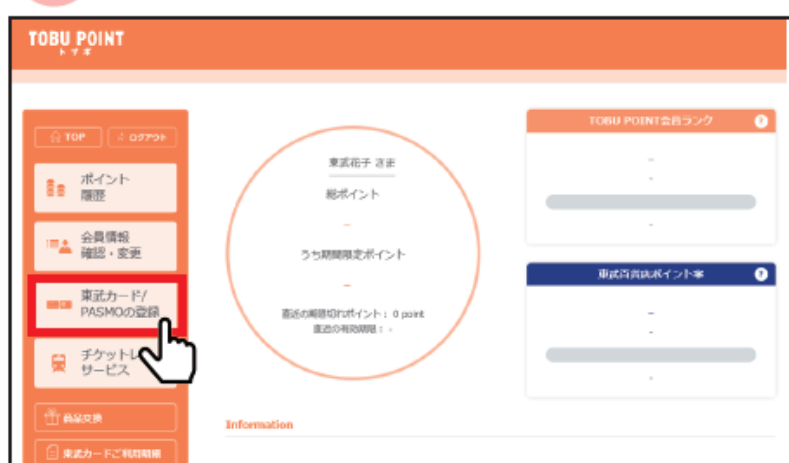 TOBU POINT
トブポ
TOP
ログアウト
ポイント
履歴
会員情報
確認・変更
東武カード/
PASMOの登録
チケットレ
サービス
商品交換
東武カードご利用明細
東武花子 さま
総ポイント
–
うち期間限定ポイント
–
直近の期限切れポイント： 0 point
直近の有効期限： -
Information
TOBU POINT会員ランク
?
–
-
-
東武百貨店ポイント率
?
–
-
-